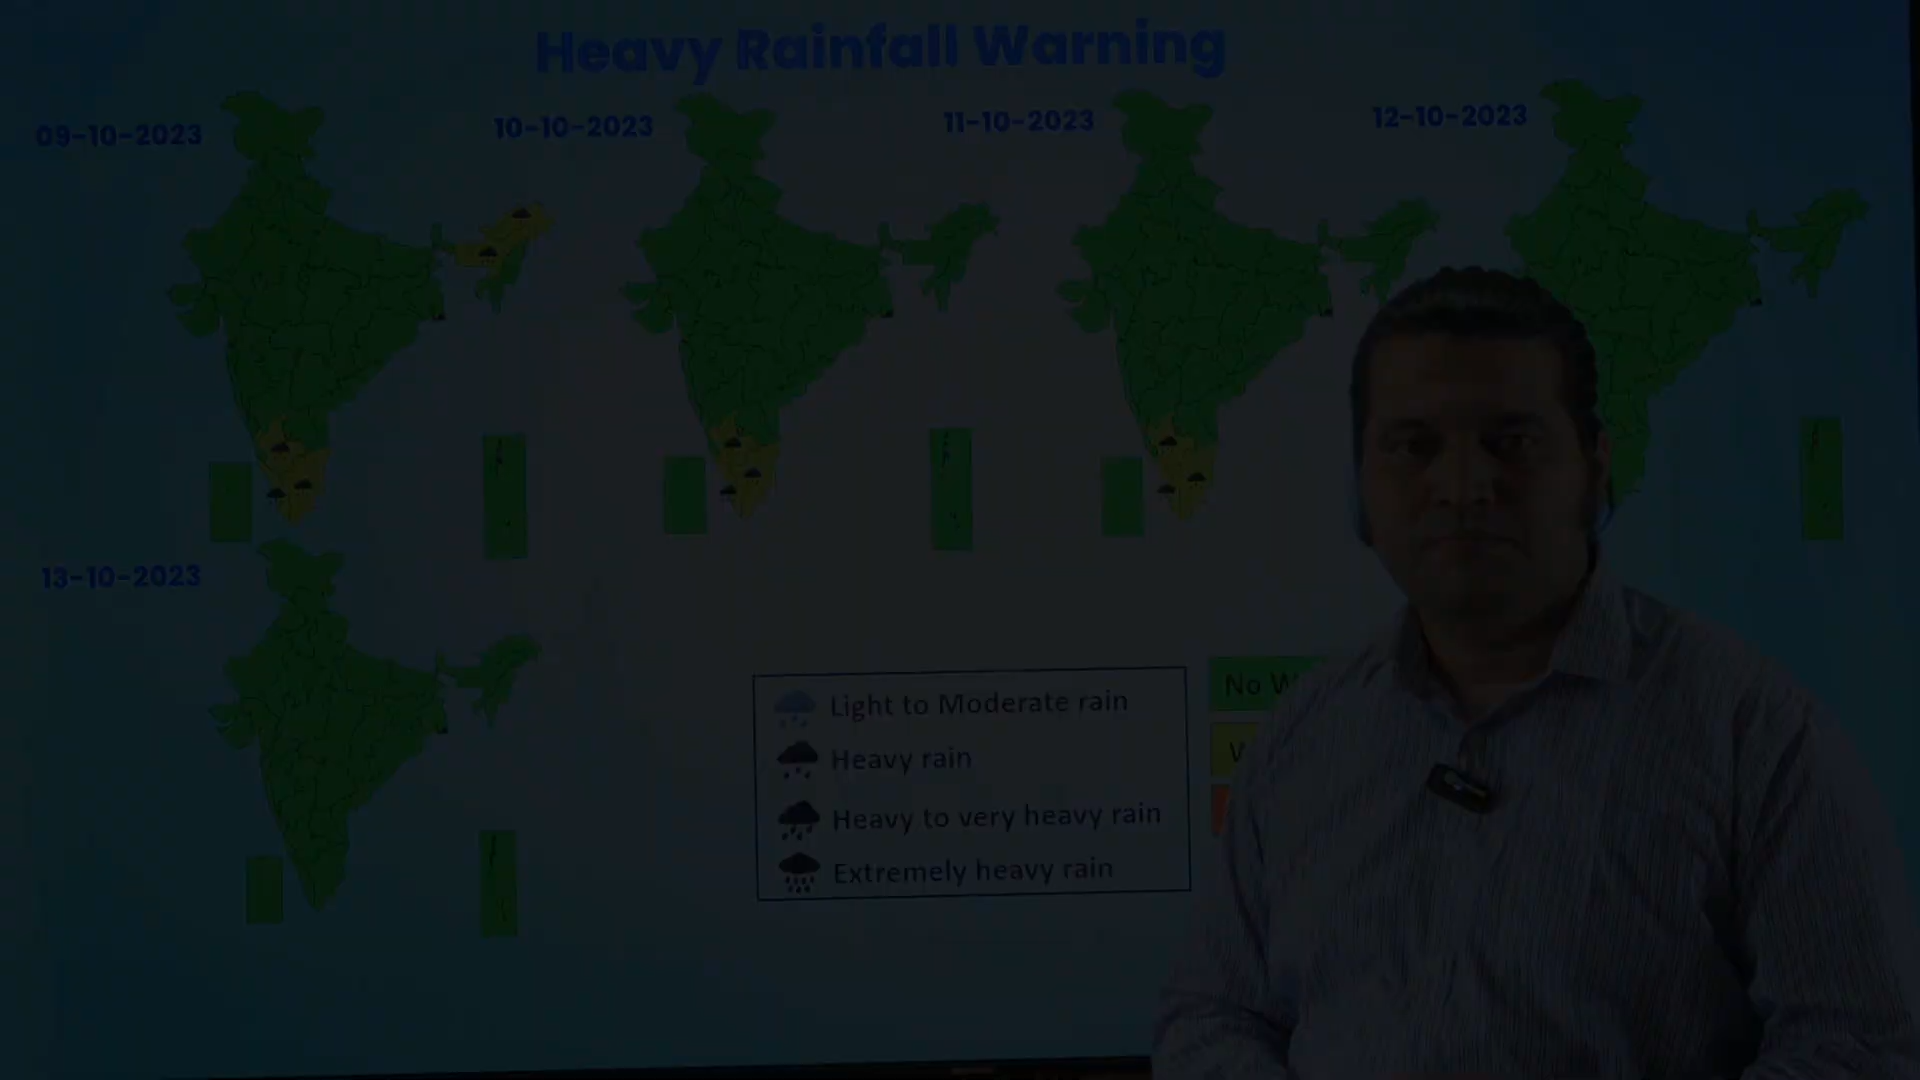 Heavy Rainfall Warning
09-10-2023
10-10-2023
11-10-2023
12-10-2023
13-10-2023
Light to Moderate rain
Heavy rain
Heavy to very heavy rain
Extremely heavy rain
No